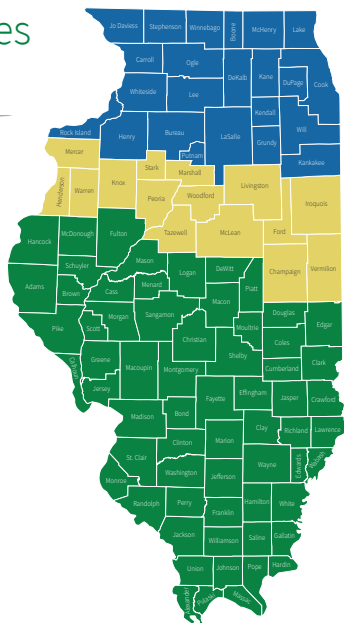 es
Jo Daviess Stephenson Winnebago Boone McHenry Lake
Carroll Ogle DeKalb Kane DuPage Cook
Whiteside Lee Kendall Will
Rock Island Henry Bureau LaSalle Grundy
Putnam Kankakee
Mercer Stark Marshall
Henderson Warren Knox Peoria Woodford Livingston Iroquois
Tazewell McLean Ford
Hancock McDonough Fulton Mason
Champaign Vermilion
Schuyler Logan DeWitt
Adams Brown Cass Menard Piatt
Macon
Pike Scott Morgan Sangamon Douglas Edgar
Moultrie
Christian Coles
Greene Shelby Clark
Calhoun Macoupin Montgomery Cumberland
Jersey Fayette Effingham Jasper Crawford
Madison Bond
Clay Richland Lawrence
Clinton Marion
St. Clair Wayne Edwards Wabash
Washington Jefferson
Monroe
Randolph Perry Hamilton White
Franklin
Jackson Williamson Saline Gallatin
Union Johnson Pope Hardin
Alexander Pulaski Massac